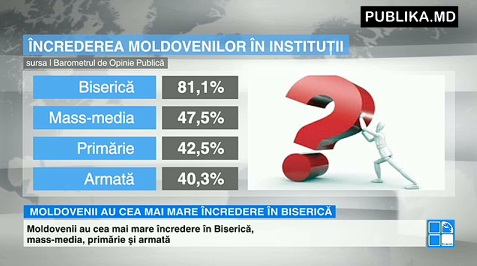 PUBLIKA.MD
ÎNCREDEREA MOLDOVENILOR ÎN INSTITUȚII
sursa I Barometrul de Opinie Publică
Biserică 81,1%
Mass-media 47,5%
Primărie 42,5%
Armată 40,3%
MOLDOVENII AU CEA MAI MARE ÎNCREDERE ÎN BISERICĂ
Moldovenii au cea mai mare încredere în Biserică,
mass-media, primărie și armată